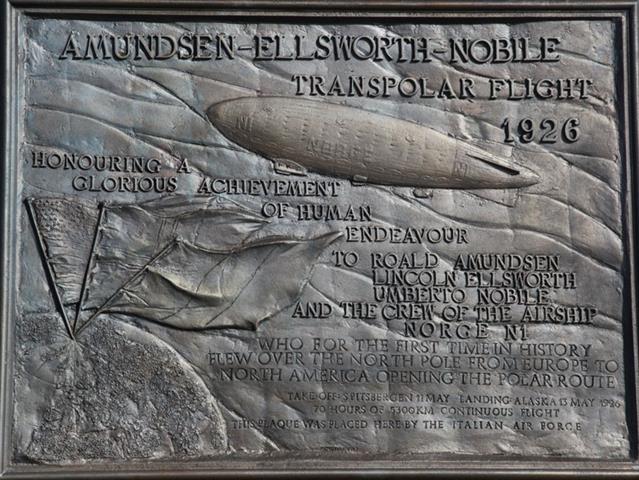 AMUNDSEN-ELLSWORTH-NOBILE
TRANSPOLAR FLIGHT
1926
N1
NORGE
N1
HONOURING A
GLORIOUS ACHIEVEMENT
OF HUMAN
ENDEAVOUR
TO ROALD AMUNDSEN
LINCOLN ELLSWORTH
UMBERTO NOBILE
AND THE CREW OF THE AIRSHIP
NORGE N1
WHO FOR THE FIRST TIME IN HISTORY
FLEW OVER THE NORTH POLE FROM EUROPE TO
NORTH AMERICA OPENING THE POLAR ROUTE
TAKE OFF: SPITSBERGEN 11 MAY LANDING ALASKA 13 MAY 1926
70 HOURS OF 5300 KM CONTINUOUS FLIGHT
THIS PLAQUE WAS PLACED HERE BY THE ITALIAN AIR FORCE